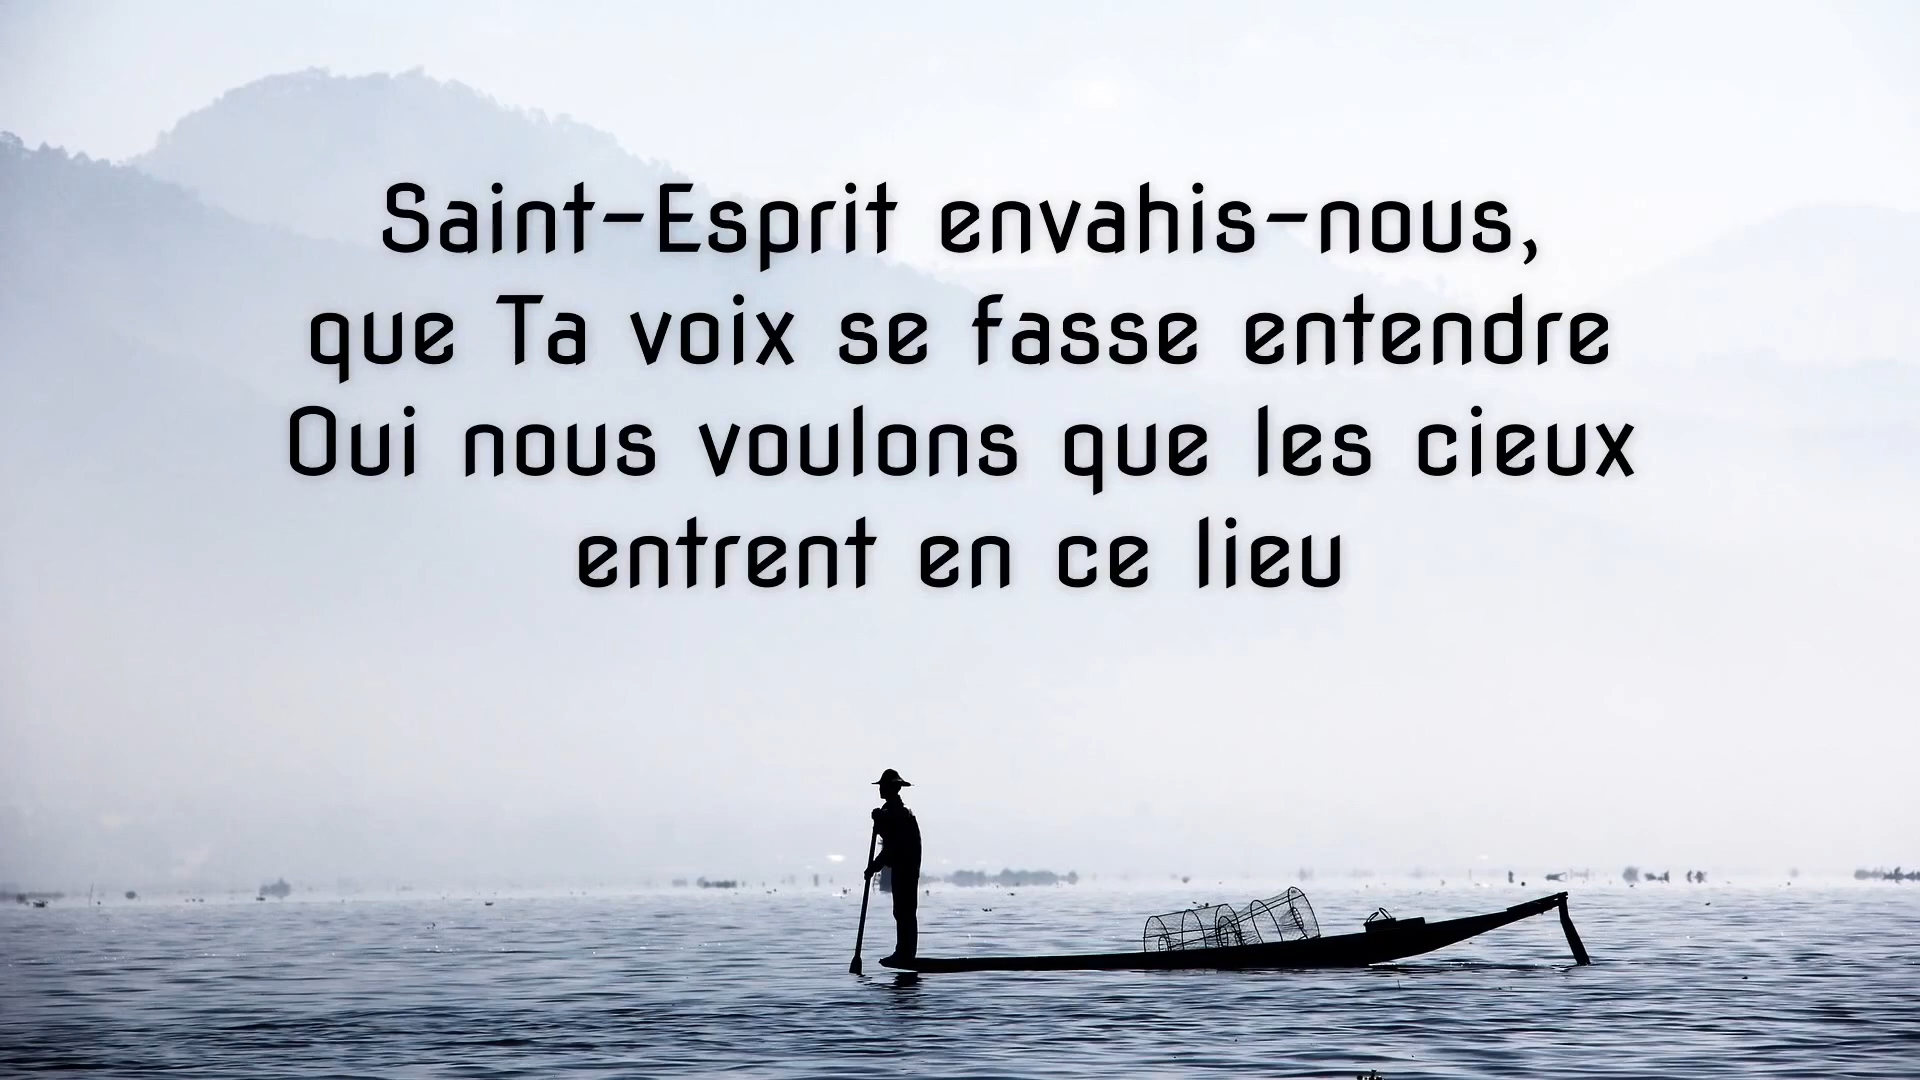 Saint-Esprit envahis-nous,
que Ta voix se fasse entendre
Oui nous voulons que les cieux
entrent en ce lieu